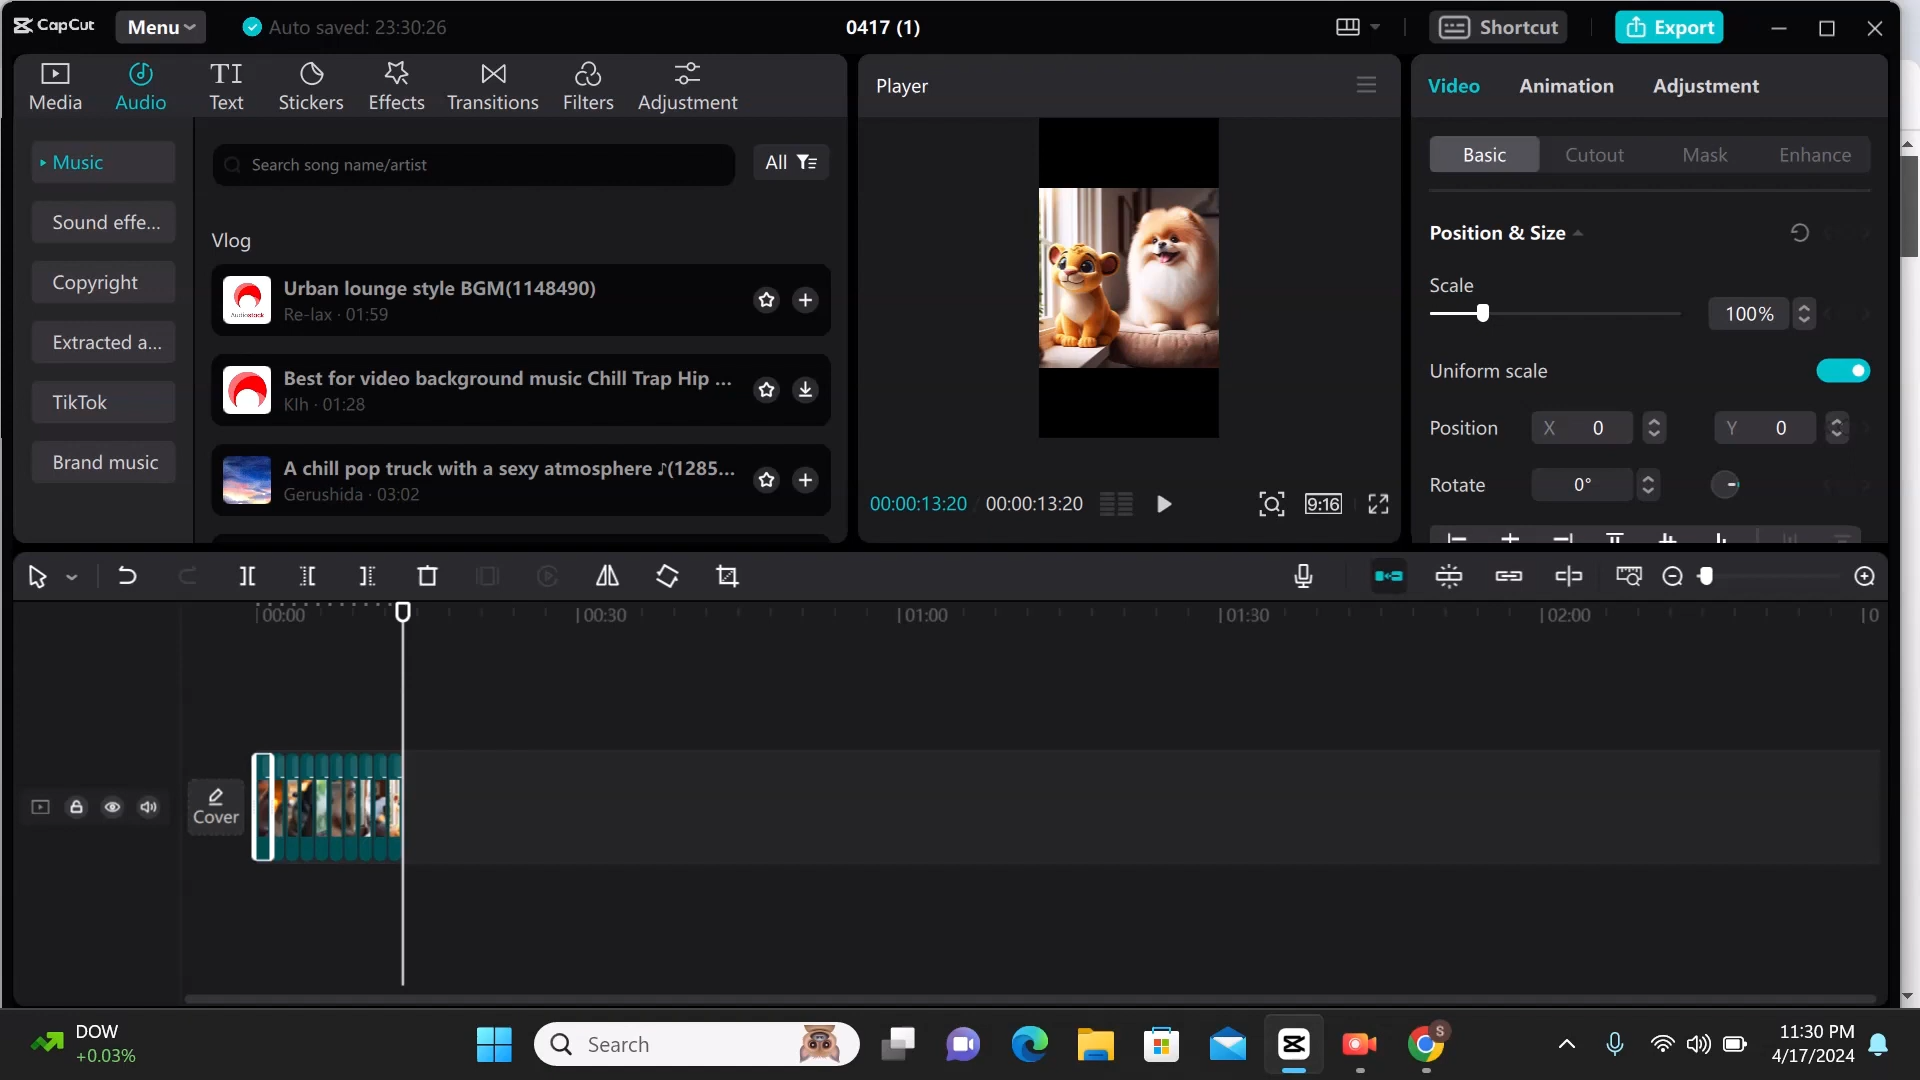 CapCut
Menu
Auto saved: 23:30:26
0417 (1)
Shortcut
Export
Media
Audio
Text
Stickers
Effects
Transitions
Filters
Adjustment
Player
Video
Animation
Adjustment
Music
Sound effe...
Copyright
Extracted a...
TikTok
Brand music
Search song name/artist
All
Vlog
Urban lounge style BGM(1148490)
Re-lax · 01:59
Best for video background music Chill Trap Hip ...
Klh · 01:28
A chill pop truck with a sexy atmosphere ♪(1285...
Gerushida · 03:02
00:00:13:20
00:00:13:20
9:16
Basic
Cutout
Mask
Enhance
Position & Size
Scale
100%
Uniform scale
Position
X 0
Y 0
Rotate
0°
00:00
00:30
01:00
01:30
02:00
0
Cover
DOW
+0.03%
Search
S
11:30 PM
4/17/2024